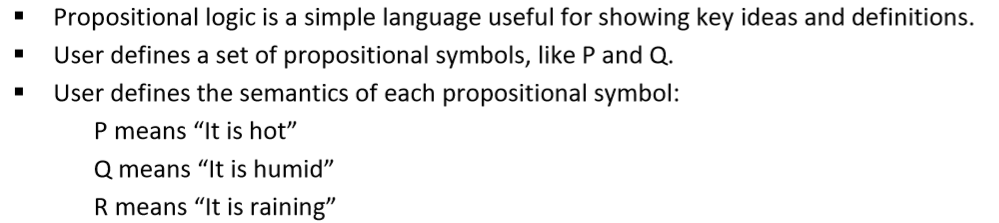 ▪ Propositional logic is a simple language useful for showing key ideas and definitions.
▪ User defines a set of propositional symbols, like P and Q.
▪ User defines the semantics of each propositional symbol:
P means “It is hot”
Q means “It is humid”
R means “It is raining”